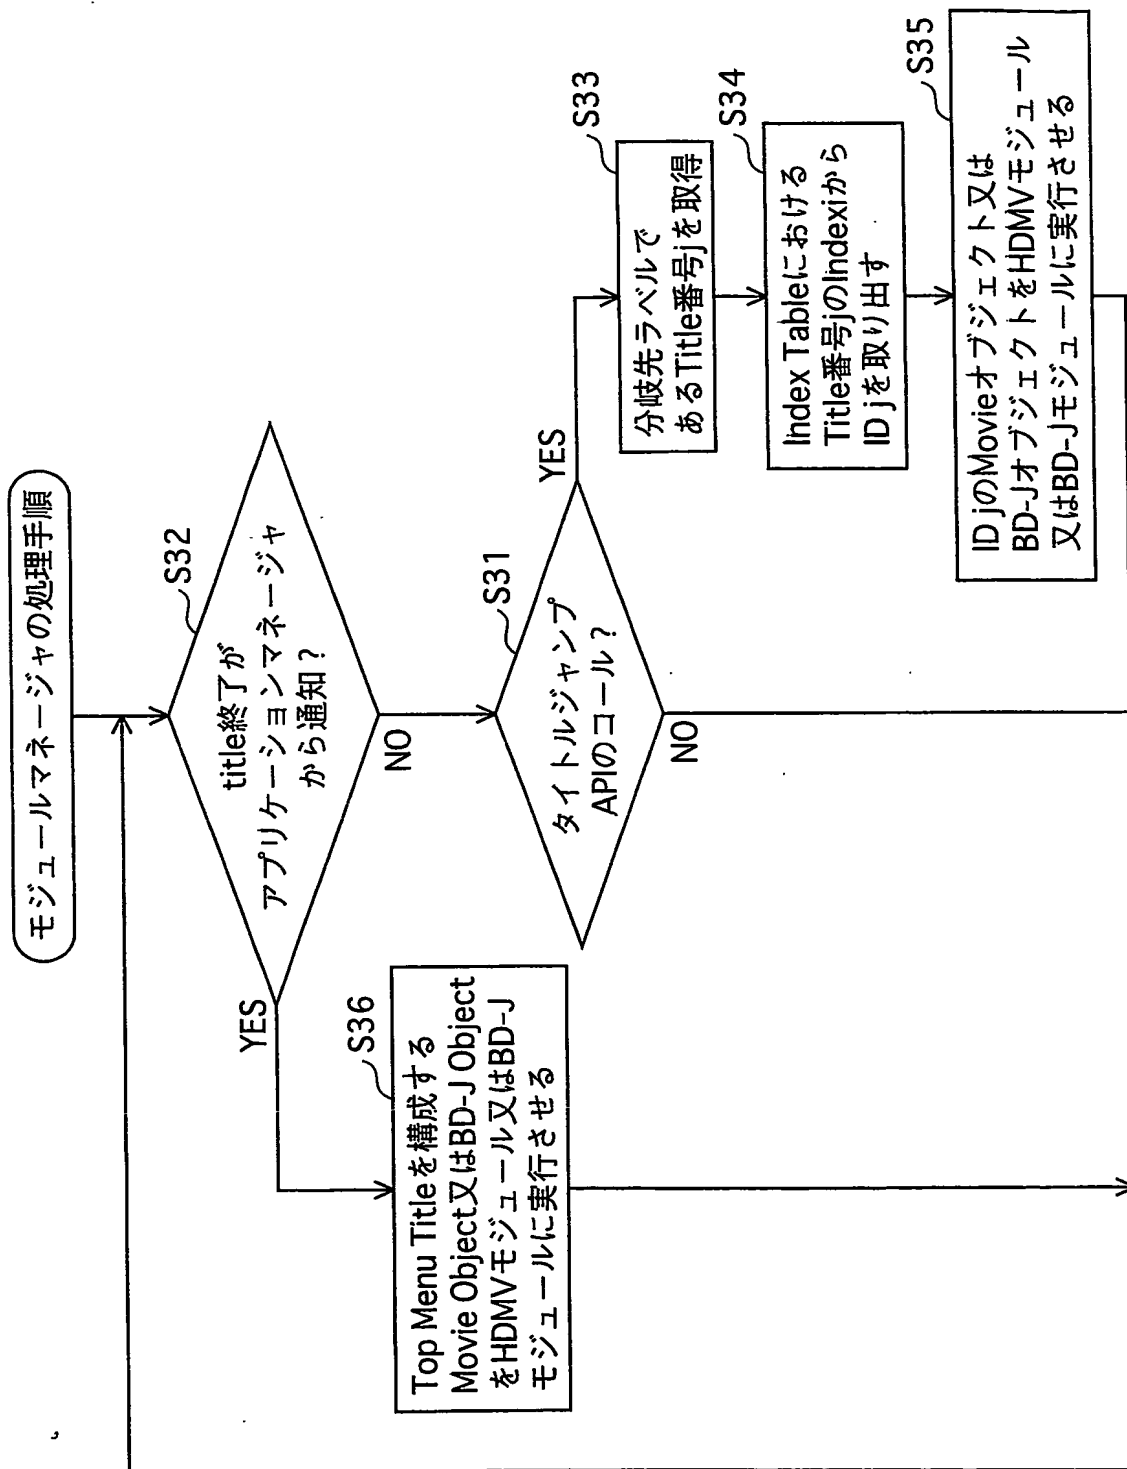 モジュールマネージャの処理手順
S32
title終了が
アプリケーションマネージャ
から通知？
YES
NO
S36
Top Menu Titleを構成する
Movie Object又はBD-J Object
をHDMVモジュール又はBD-J
モジュールに実行させる
S31
タイトルジャンプ
APIのコール？
YES
NO
S33
分岐先ラベルで
あるTitle番号jを取得
S34
Index Tableにおける
Title番号jのIndexiから
ID jを取り出す
S35
ID jのMovieオブジェクト又は
BD-JオブジェクトをHDMVモジュール
又はBD-Jモジュールに実行させる